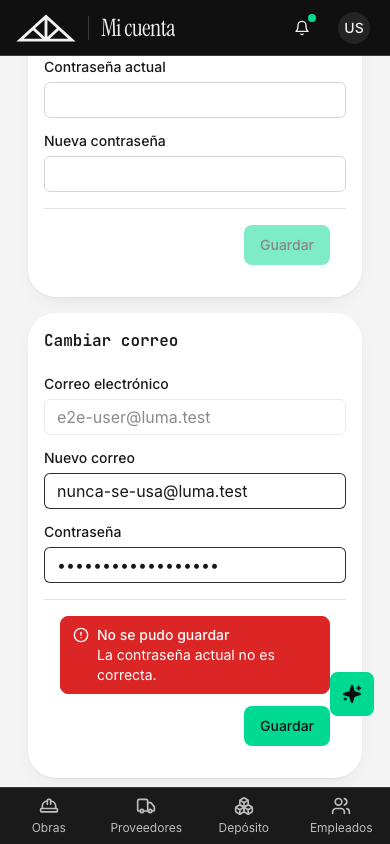 Mi cuenta
US
Contraseña actual
Nueva contraseña
Guardar
Cambiar correo
Correo electrónico
e2e-user@luma.test
Nuevo correo
nunca-se-usa@luma.test
Contraseña
••••••••••••••••••
No se pudo guardar
La contraseña actual no es
correcta.
Guardar
Obras
Proveedores
Depósito
Empleados